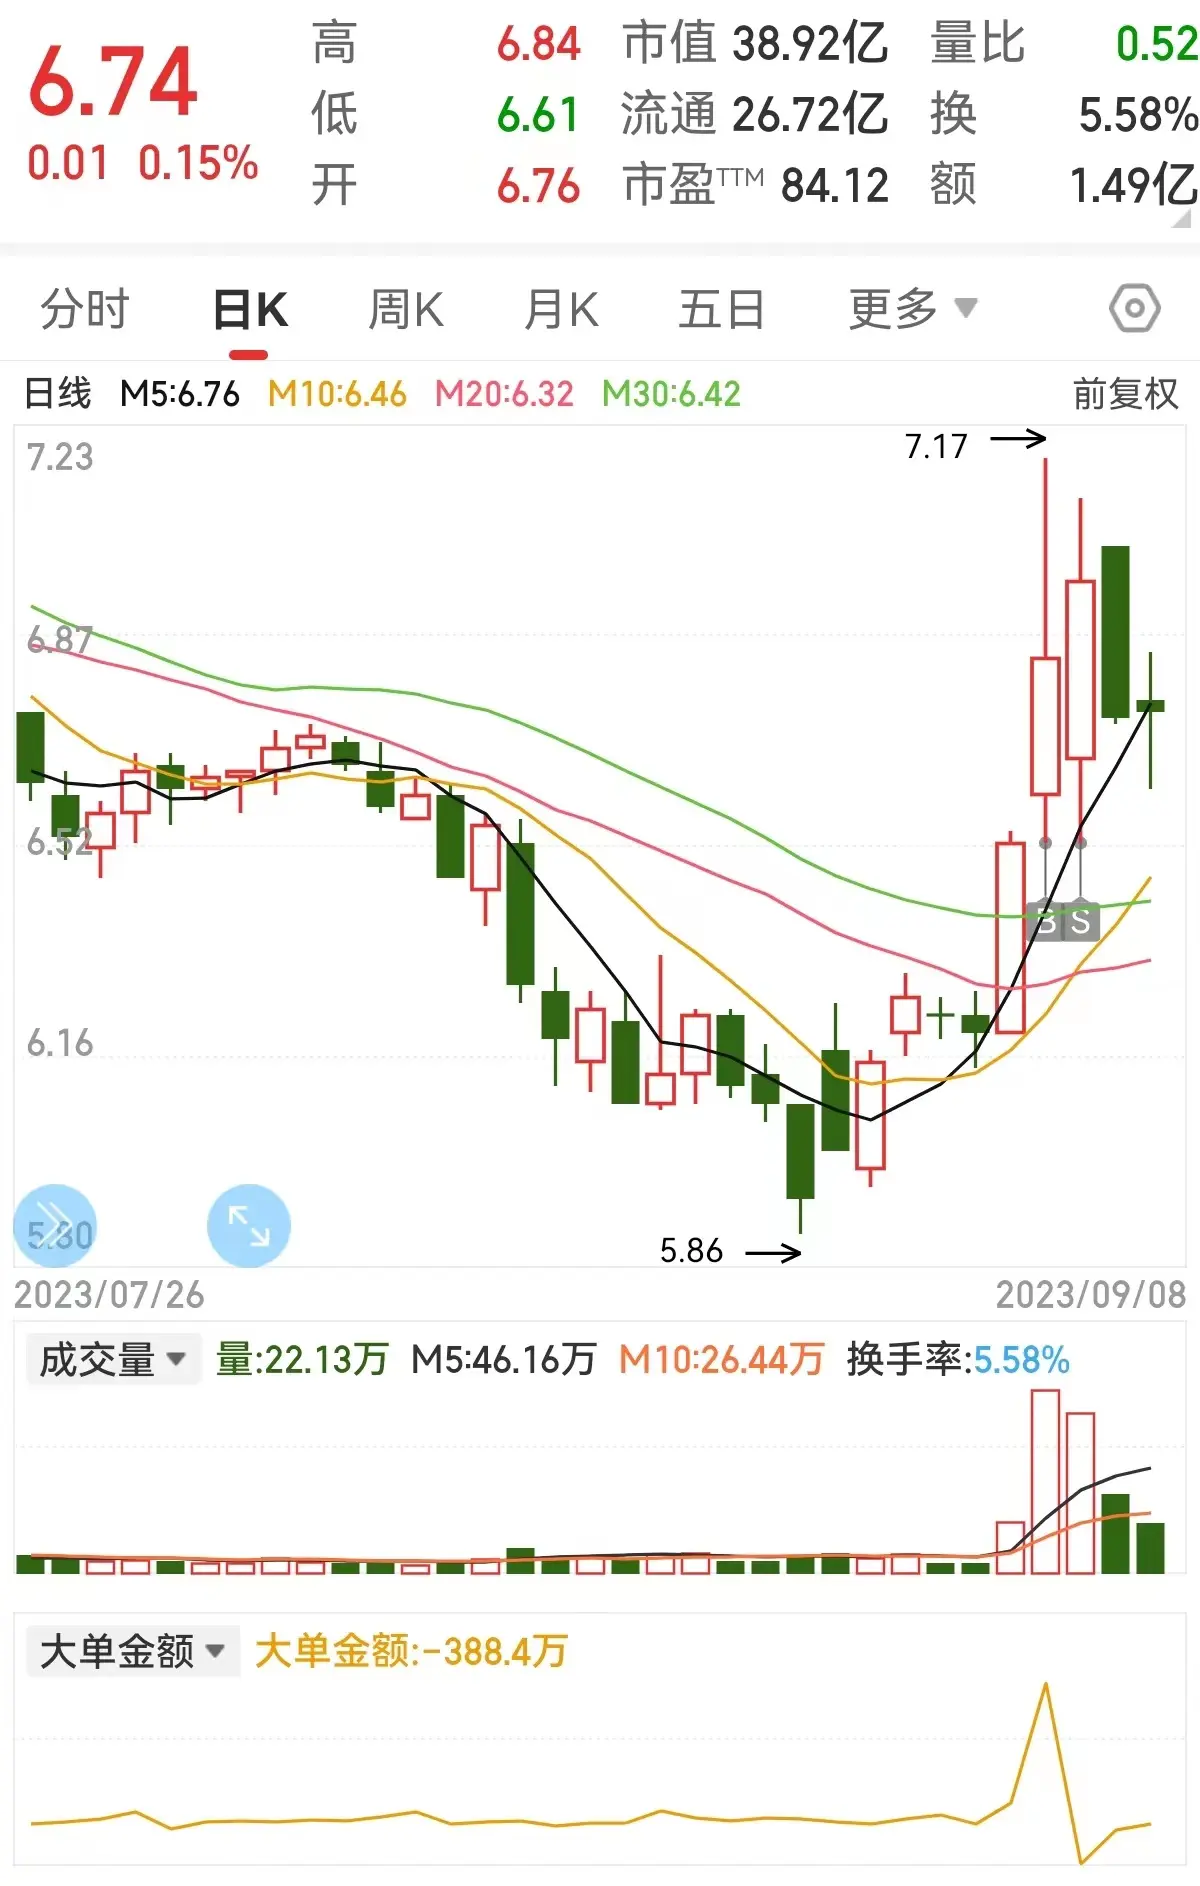 6.74 高 6.84 市值 38.92亿 量比 0.52
0.01 0.15% 低 6.61 流通 26.72亿 换 5.58%
开 6.76 市盈TTM 84.12 额 1.49亿
分时 日K 周K 月K 五日 更多
日线 M5:6.76 M10:6.46 M20:6.32 M30:6.42 前复权
7.23
7.17
6.87
6.52
B S
6.16
5.80
5.86
2023/07/26 2023/09/08
成交量 量:22.13万 M5:46.16万 M10:26.44万 换手率:5.58%
大单金额 大单金额:-388.4万